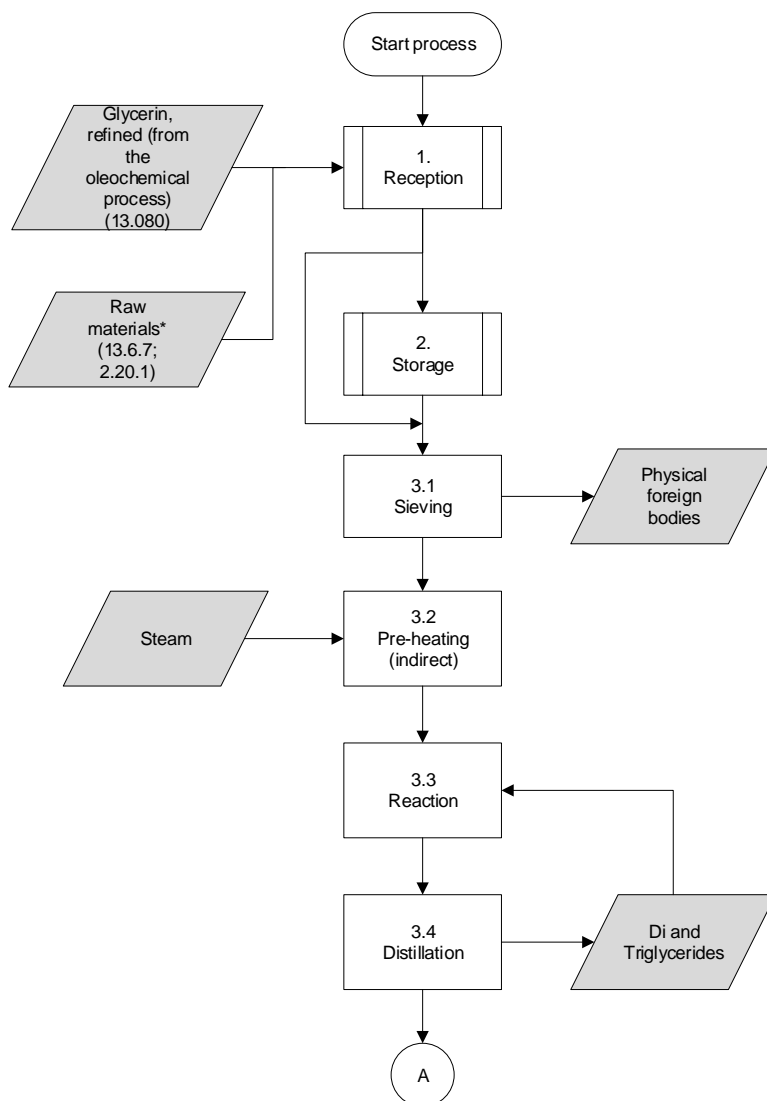 Start process
Glycerin,
refined (from
the
oleochemical
process)
(13.080)
1.
Reception
Raw
materials*
(13.6.7;
2.20.1)
2.
Storage
3.1
Sieving
Physical
foreign
bodies
Steam
3.2
Pre-heating
(indirect)
3.3
Reaction
3.4
Distillation
Di and
Triglycerides
A